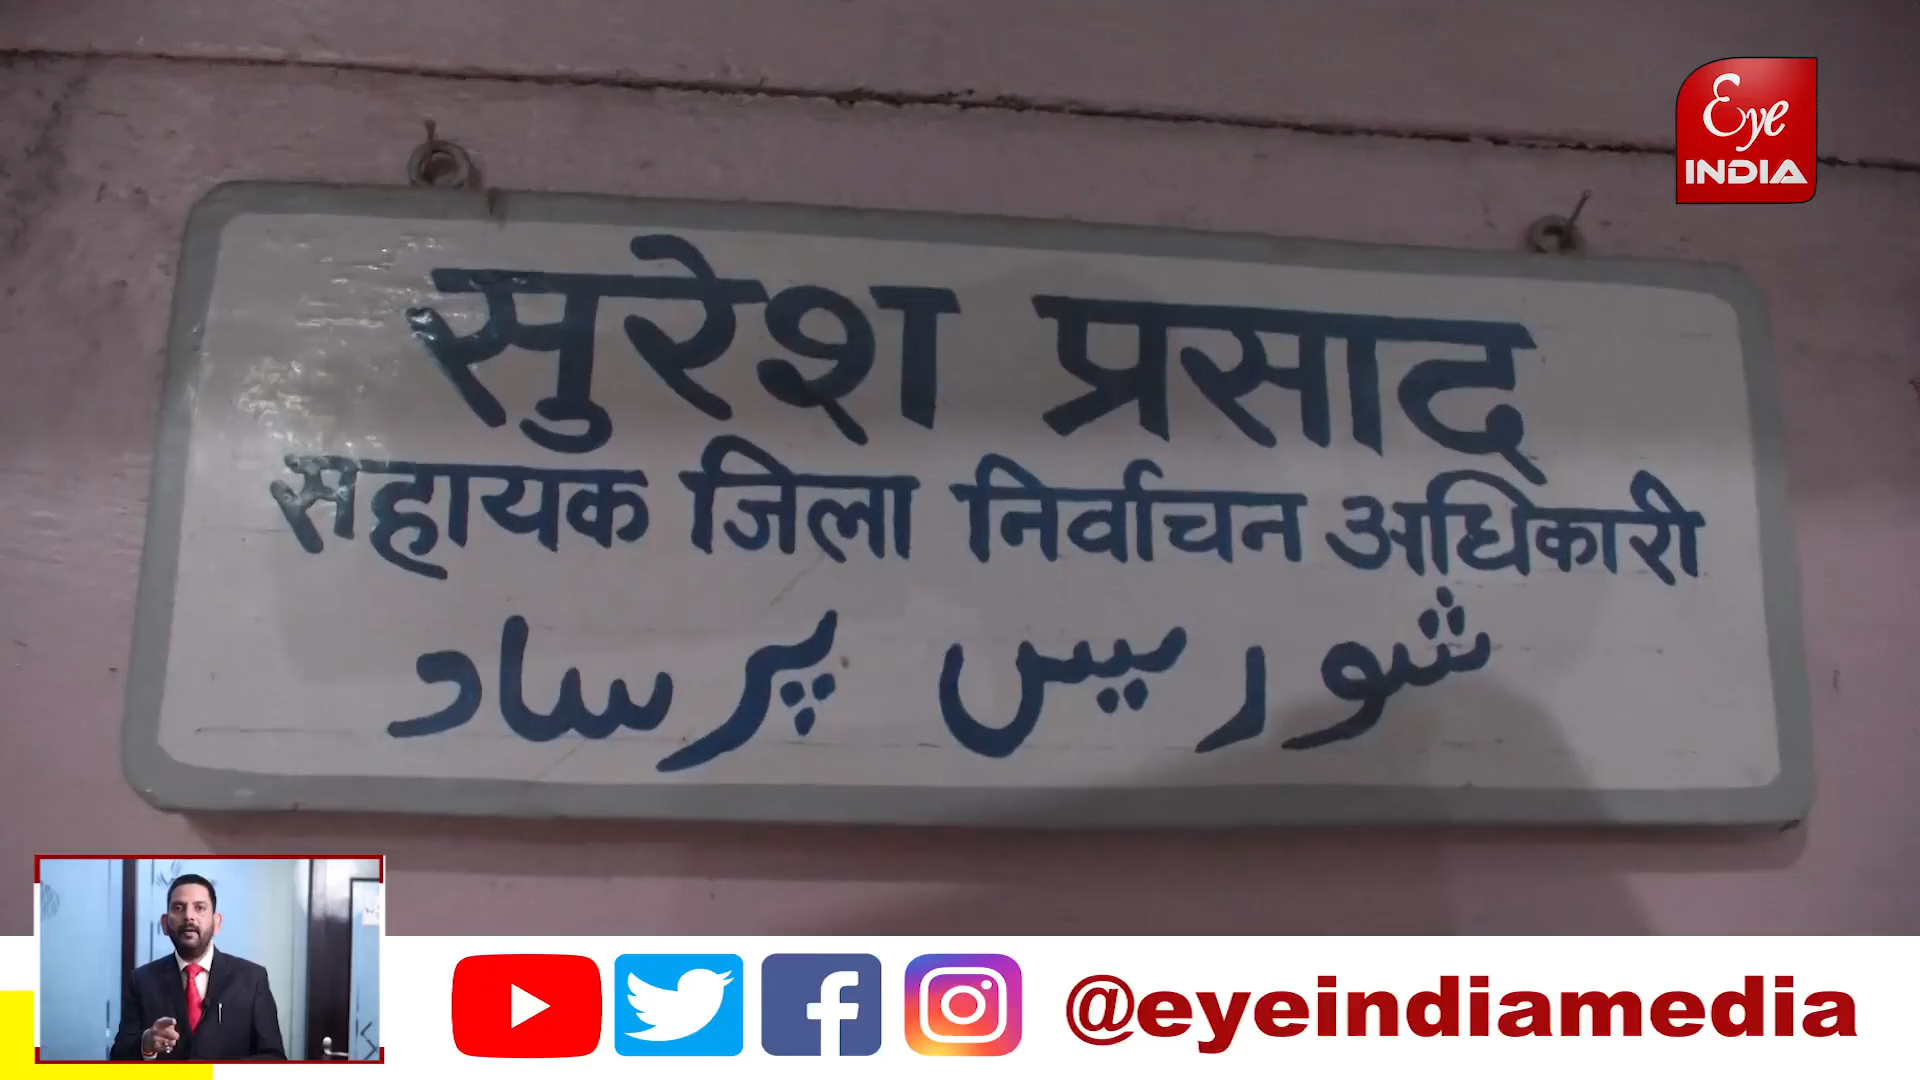 Eye
INDIA
सुरेश प्रसाद
सहायक जिला निर्वाचन अधिकारी
شوریس پرساد
@eyeindiamedia